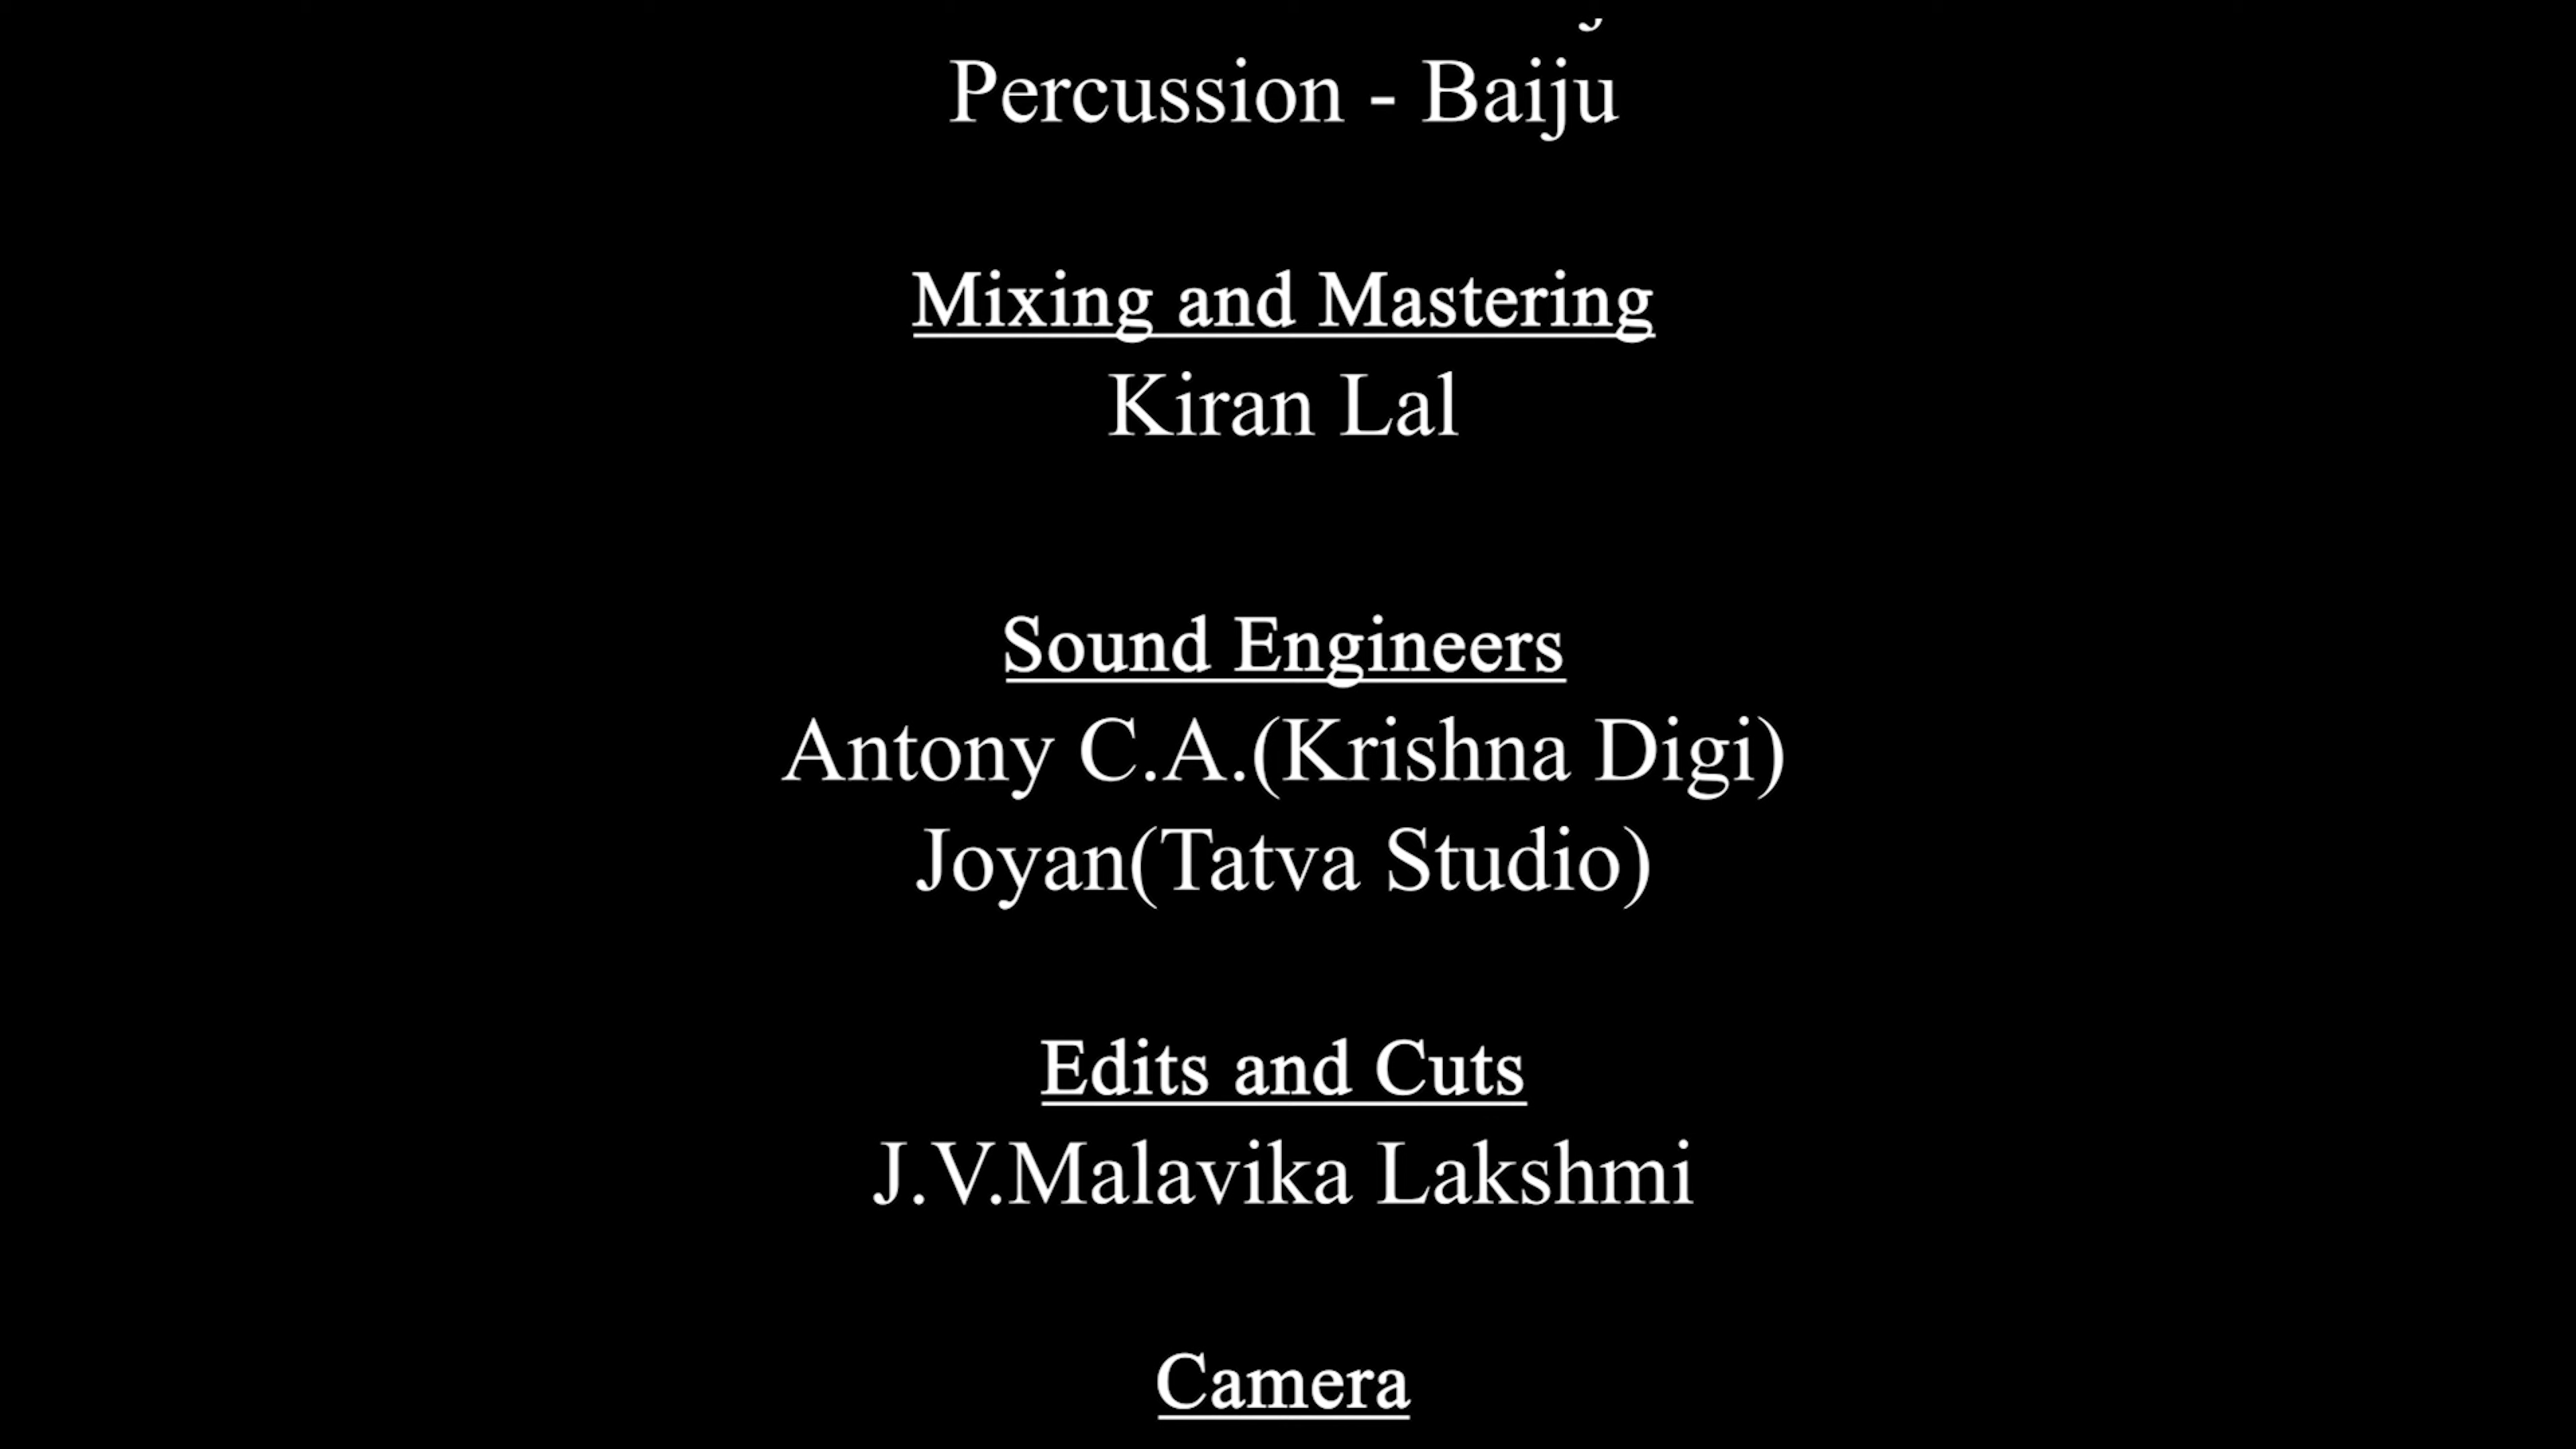 Percussion - Baiju
Mixing and Mastering
Kiran Lal
Sound Engineers
Antony C.A.(Krishna Digi)
Joyan(Tatva Studio)
Edits and Cuts
J.V.Malavika Lakshmi
Camera